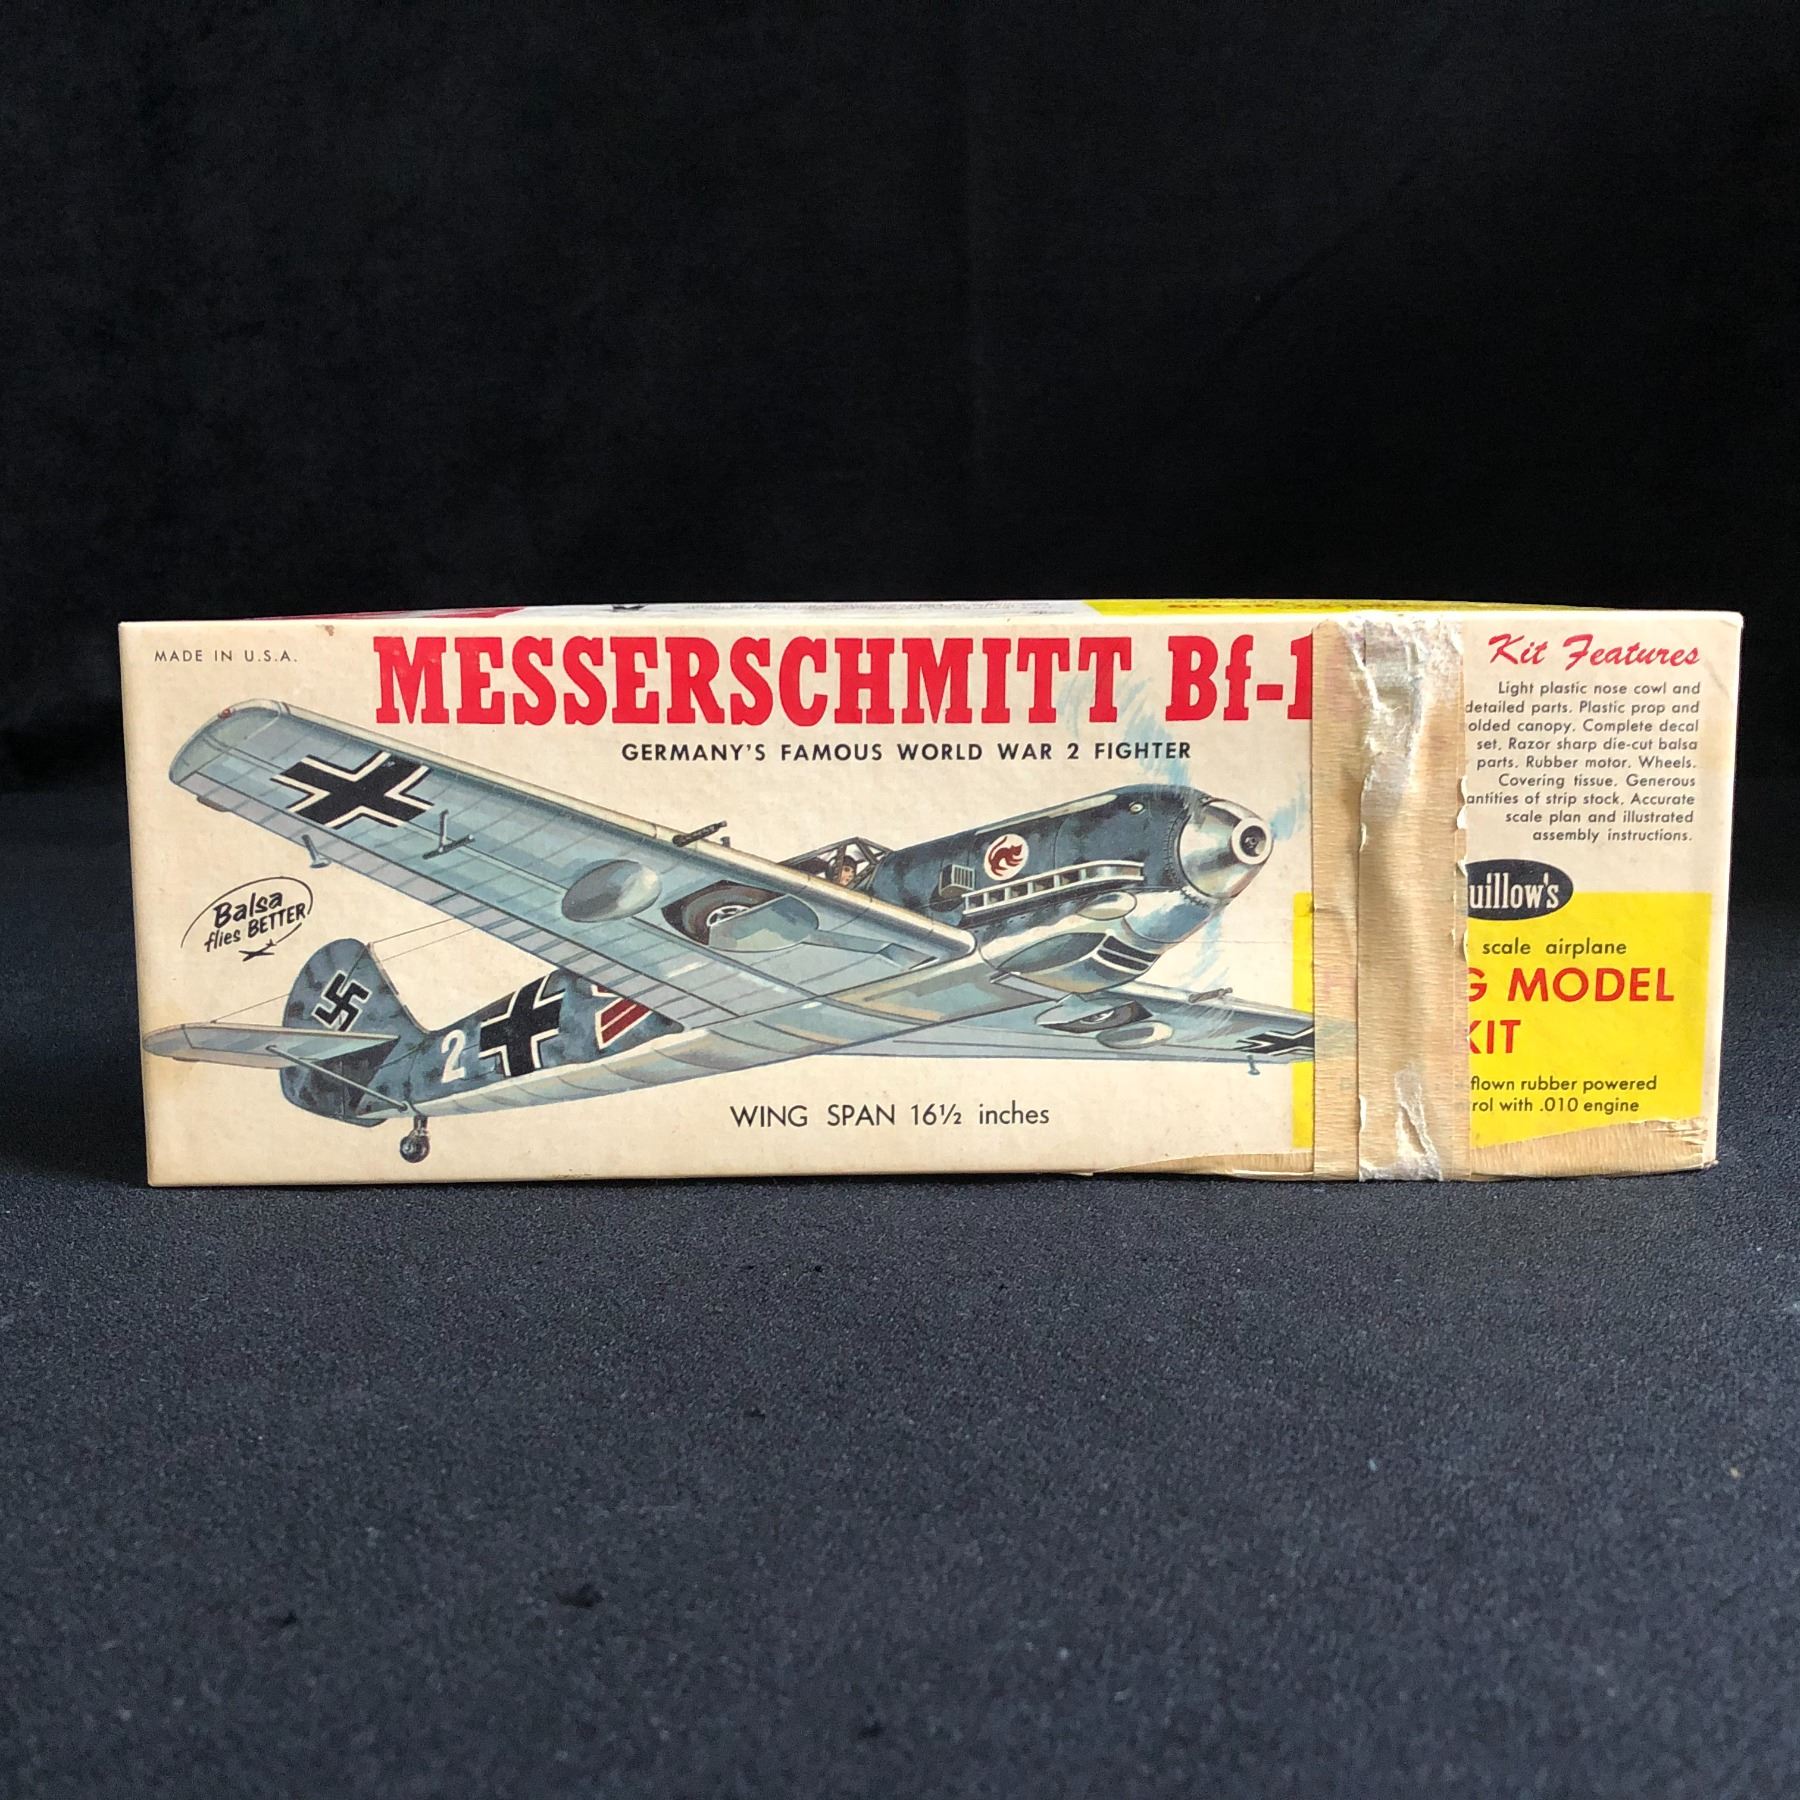 MADE IN U.S.A.
MESSERSCHMITT Bf-1
GERMANY'S FAMOUS WORLD WAR 2 FIGHTER
Balsa
flies BETTER
2
WING SPAN 16½ inches
Kit Features
Light plastic nose cowl and
detailed parts. Plastic prop and
olded canopy. Complete decal
set. Razor sharp die-cut balsa
parts. Rubber motor. Wheels.
Covering tissue. Generous
antities of strip stock. Accurate
scale plan and illustrated
assembly instructions.
uillow's
scale airplane
G MODEL
KIT
flown rubber powered
rol with .010 engine